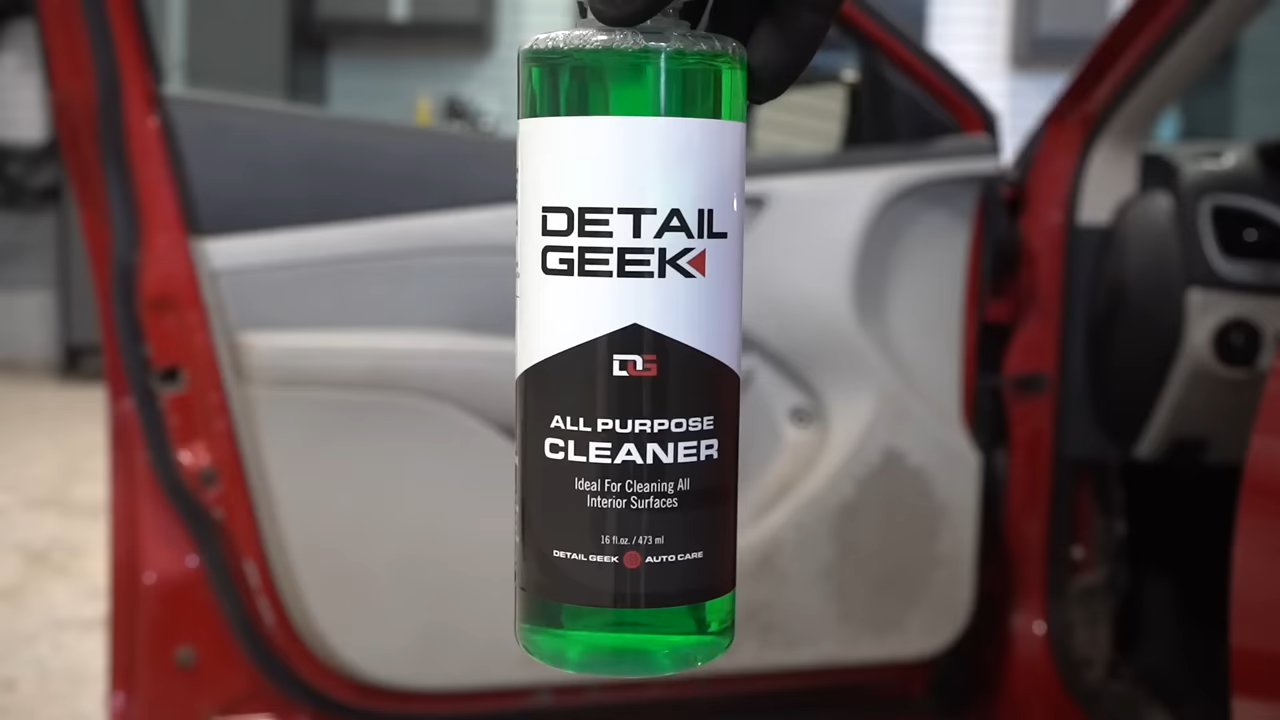 DETAIL
GEEK
DG
ALL PURPOSE
CLEANER
Ideal For Cleaning All
Interior Surfaces
16 fl.oz. / 473 ml
DETAIL GEEK AUTO CARE